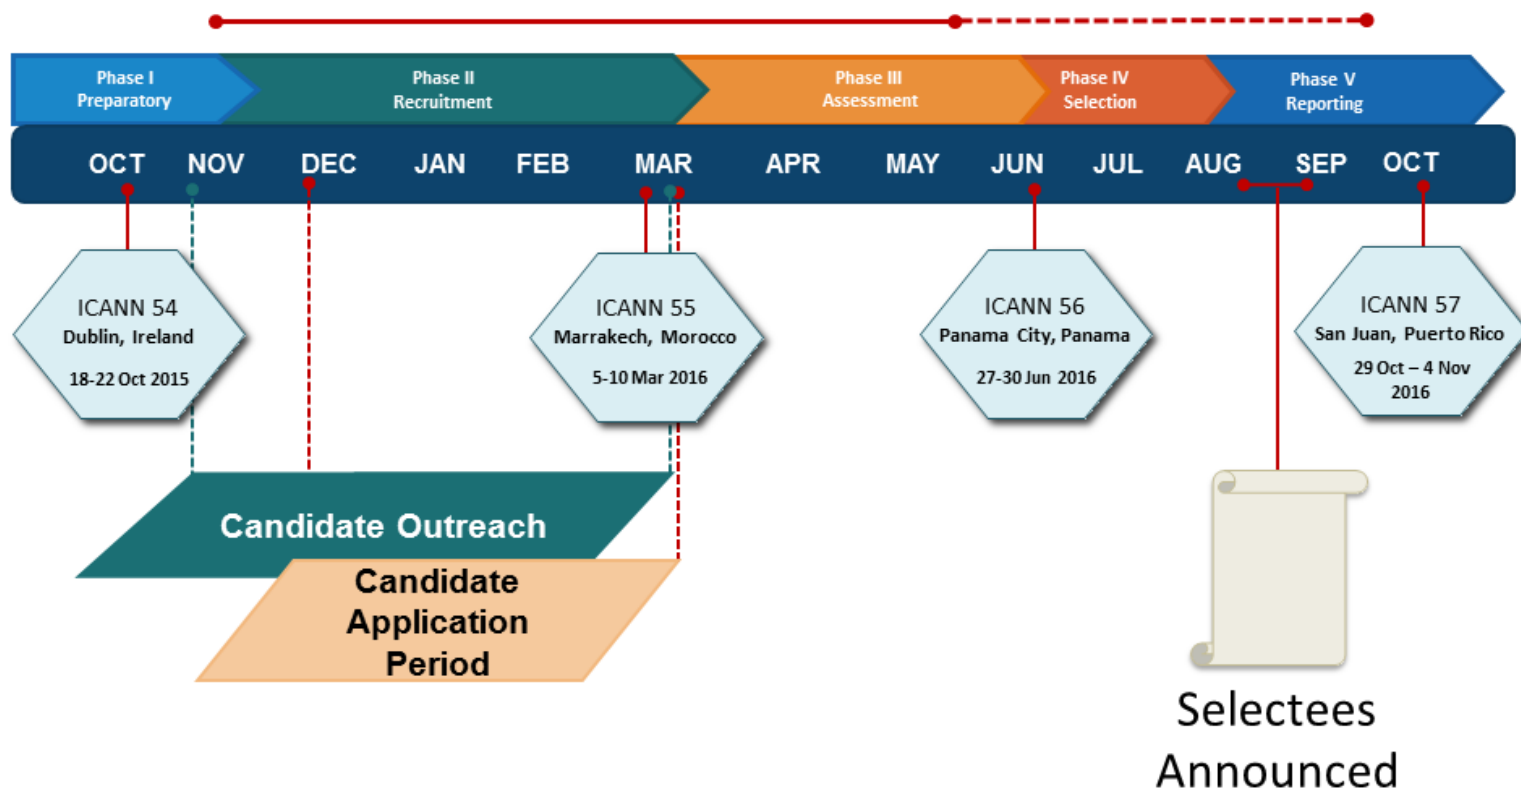 Phase I
Preparatory
Phase II
Recruitment
Phase III
Assessment
Phase IV
Selection
Phase V
Reporting
OCT NOV DEC JAN FEB MAR APR MAY JUN JUL AUG SEP OCT
ICANN 54
Dublin, Ireland
18-22 Oct 2015
ICANN 55
Marrakech, Morocco
5-10 Mar 2016
ICANN 56
Panama City, Panama
27-30 Jun 2016
ICANN 57
San Juan, Puerto Rico
29 Oct – 4 Nov
2016
Candidate Outreach
Candidate
Application
Period
Selectees
Announced